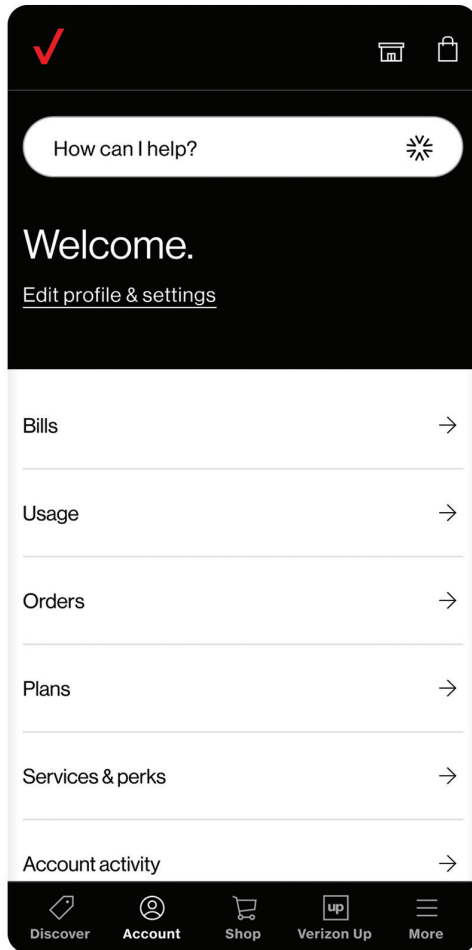 How can I help?
Welcome.
Edit profile & settings
Bills
Usage
Orders
Plans
Services & perks
Account activity
up
Discover Account Shop Verizon Up More